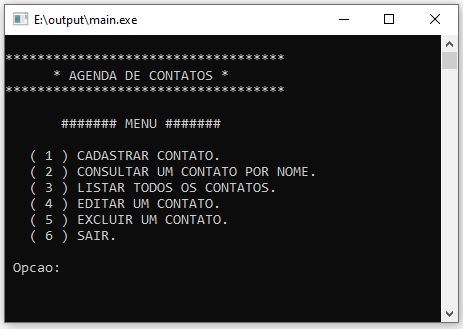 E:\output\main.exe
***********************************
* AGENDA DE CONTATOS *
***********************************
####### MENU #######
( 1 ) CADASTRAR CONTATO.
( 2 ) CONSULTAR UM CONTATO POR NOME.
( 3 ) LISTAR TODOS OS CONTATOS.
( 4 ) EDITAR UM CONTATO.
( 5 ) EXCLUIR UM CONTATO.
( 6 ) SAIR.
Opcao: